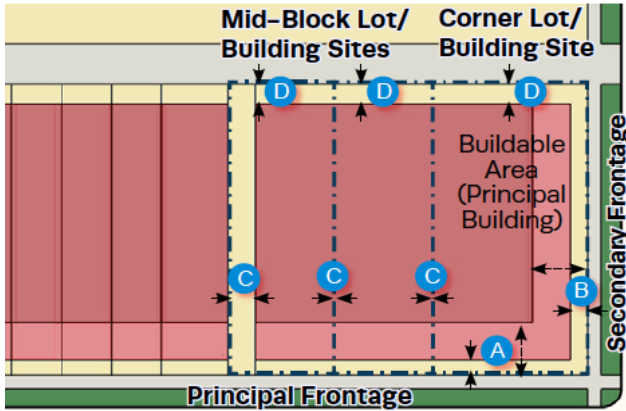 Mid-Block Lot/
Building Sites
Corner Lot/
Building Site
D
D
D
Buildable
Area
(Principal
Building)
C
C
C
B
A
Secondary Frontage
Principal Frontage